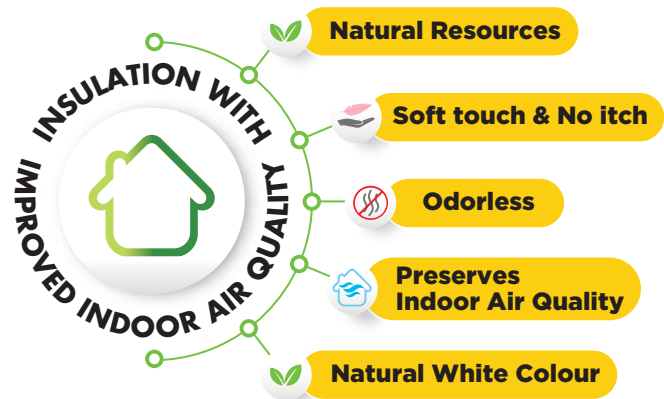 INSULATION WITH
IMPROVED INDOOR AIR QUALITY
Natural Resources
Soft touch & No itch
Odorless
Preserves
Indoor Air Quality
Natural White Colour